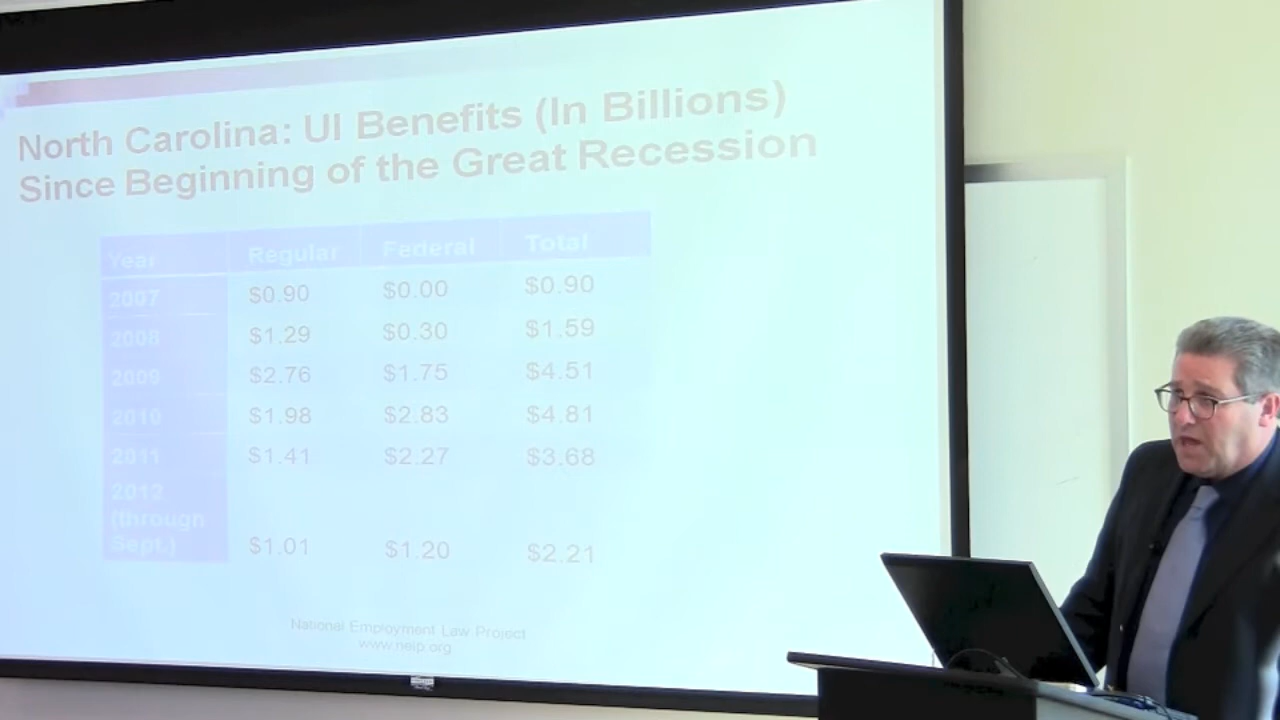 North Carolina: UI Benefits (In Billions)
Since Beginning of the Great Recession
Year Regular Federal Total
2007 $0.90 $0.00 $0.90
2008 $1.29 $0.30 $1.59
2009 $2.76 $1.75 $4.51
2010 $1.98 $2.83 $4.81
2011 $1.41 $2.27 $3.68
2012
(through
Sept.) $1.01 $1.20 $2.21
National Employment Law Project
www.nelp.org